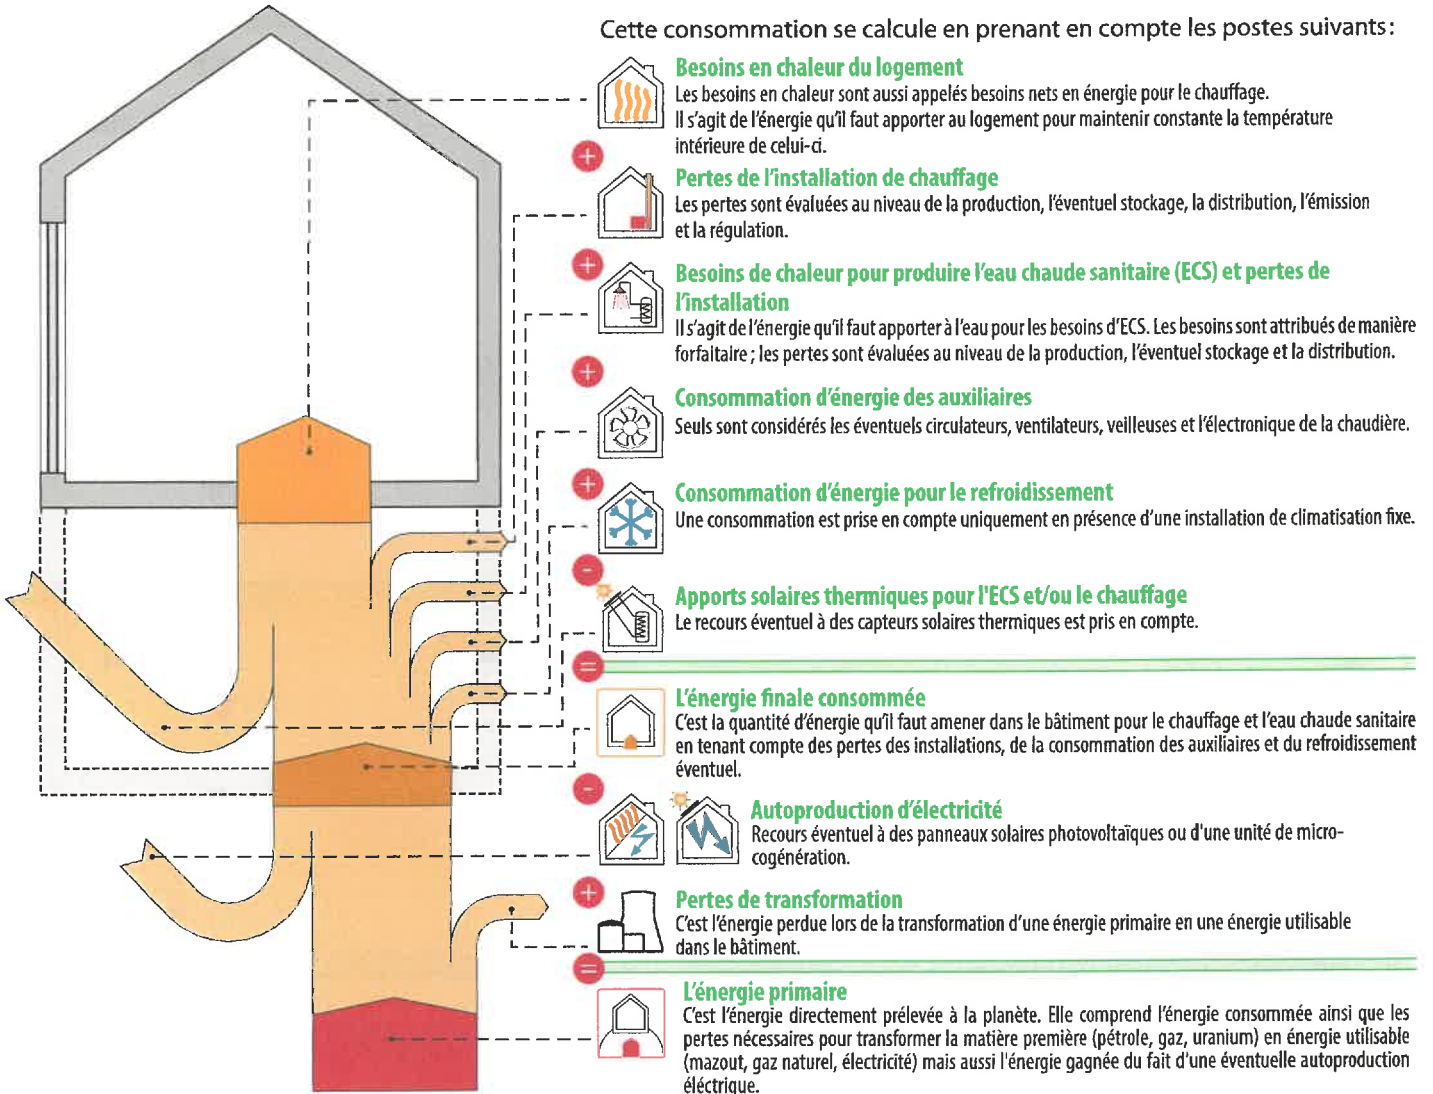 Cette consommation se calcule en prenant en compte les postes suivants:
Besoins en chaleur du logement
Les besoins en chaleur sont aussi appelés besoins nets en énergie pour le chauffage.
Il s'agit de l'énergie qu'il faut apporter au logement pour maintenir constante la température
intérieure de celui-ci.
+
Pertes de l'installation de chauffage
Les pertes sont évaluées au niveau de la production, l'éventuel stockage, la distribution, l'émission
et la régulation.
+
Besoins de chaleur pour produire l'eau chaude sanitaire (ECS) et pertes de
l'installation
Il s'agit de l'énergie qu'il faut apporter à l'eau pour les besoins d'ECS. Les besoins sont attribués de manière
forfaitaire ; les pertes sont évaluées au niveau de la production, l'éventuel stockage et la distribution.
+
Consommation d'énergie des auxiliaires
Seuls sont considérés les éventuels circulateurs, ventilateurs, veilleuses et l'électronique de la chaudière.
+
Consommation d'énergie pour le refroidissement
Une consommation est prise en compte uniquement en présence d'une installation de climatisation fixe.
-
Apports solaires thermiques pour l'ECS et/ou le chauffage
Le recours éventuel à des capteurs solaires thermiques est pris en compte.
=
L'énergie finale consommée
C'est la quantité d'énergie qu'il faut amener dans le bâtiment pour le chauffage et l'eau chaude sanitaire
en tenant compte des pertes des installations, de la consommation des auxiliaires et du refroidissement
éventuel.
-
Autoproduction d'électricité
Recours éventuel à des panneaux solaires photovoltaïques ou d'une unité de micro-
cogénération.
+
Pertes de transformation
C'est l'énergie perdue lors de la transformation d'une énergie primaire en une énergie utilisable
dans le bâtiment.
=
L'énergie primaire
C'est l'énergie directement prélevée à la planète. Elle comprend l'énergie consommée ainsi que les
pertes nécessaires pour transformer la matière première (pétrole, gaz, uranium) en énergie utilisable
(mazout, gaz naturel, électricité) mais aussi l'énergie gagnée du fait d'une éventuelle autoproduction
éléctrique.